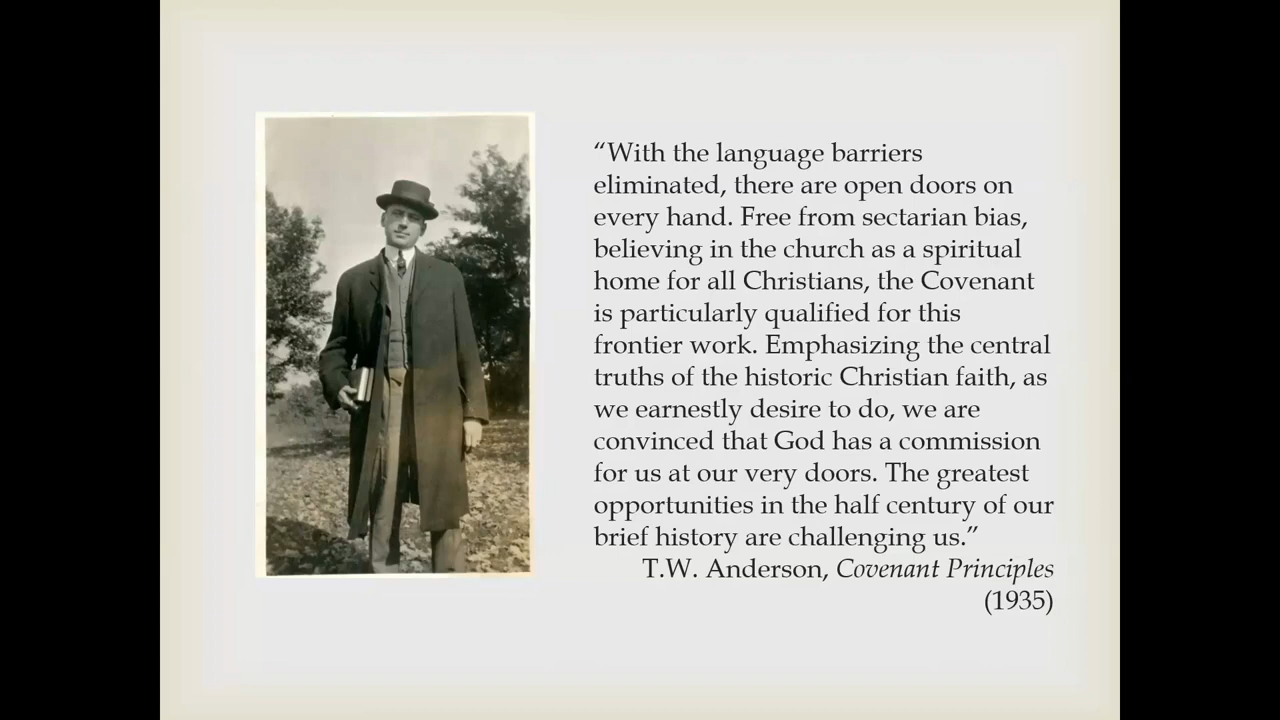 “With the language barriers
eliminated, there are open doors on
every hand. Free from sectarian bias,
believing in the church as a spiritual
home for all Christians, the Covenant
is particularly qualified for this
frontier work. Emphasizing the central
truths of the historic Christian faith, as
we earnestly desire to do, we are
convinced that God has a commission
for us at our very doors. The greatest
opportunities in the half century of our
brief history are challenging us.”
T.W. Anderson, Covenant Principles
(1935)